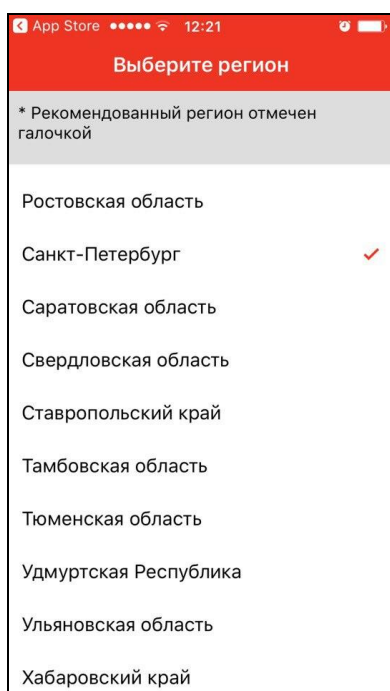 App Store 12:21
Выберите регион
* Рекомендованный регион отмечен
галочкой
Ростовская область
Санкт-Петербург
Саратовская область
Свердловская область
Ставропольский край
Тамбовская область
Тюменская область
Удмуртская Республика
Ульяновская область
Хабаровский край